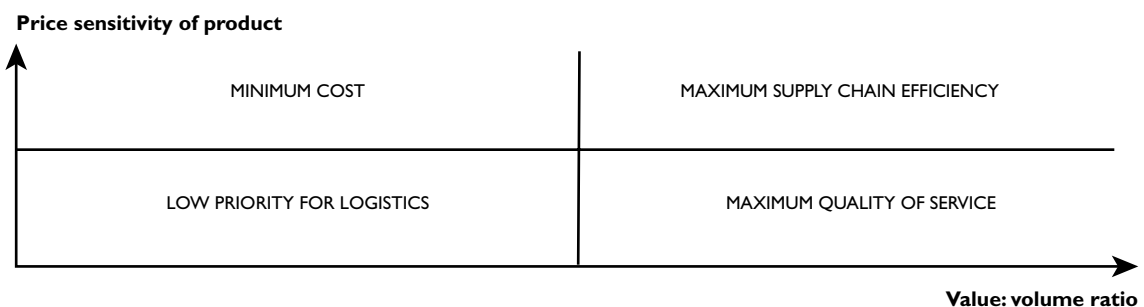 Price sensitivity of product
MINIMUM COST
MAXIMUM SUPPLY CHAIN EFFICIENCY
LOW PRIORITY FOR LOGISTICS
MAXIMUM QUALITY OF SERVICE
Value: volume ratio